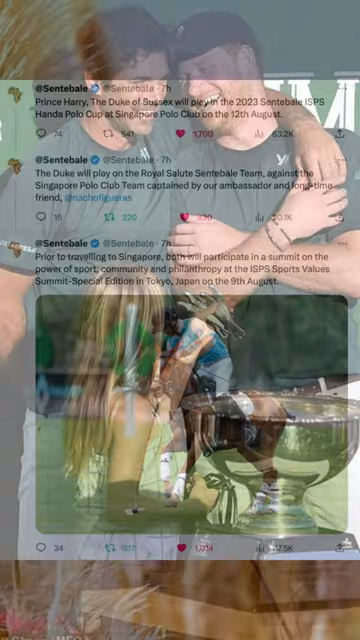 @Sentebale @Sentebale · 7h
Prince Harry, The Duke of Sussex will play in the 2023 Sentebale ISPS
Handa Polo Cup at Singapore Polo Club on the 12th August.
74 541 1,700 63.2K
@Sentebale @Sentebale · 7h
The Duke will play on the Royal Salute Sentebale Team, against the
Singapore Polo Club Team captained by our ambassador and long-time
friend, @nachofigueras
15 220 830 20.1K
@Sentebale @Sentebale · 7h
Prior to travelling to Singapore, both will participate in a summit on the
power of sport, community and philanthropy at the ISPS Sports Values
Summit-Special Edition in Tokyo, Japan on the 9th August.
34 317 1,014